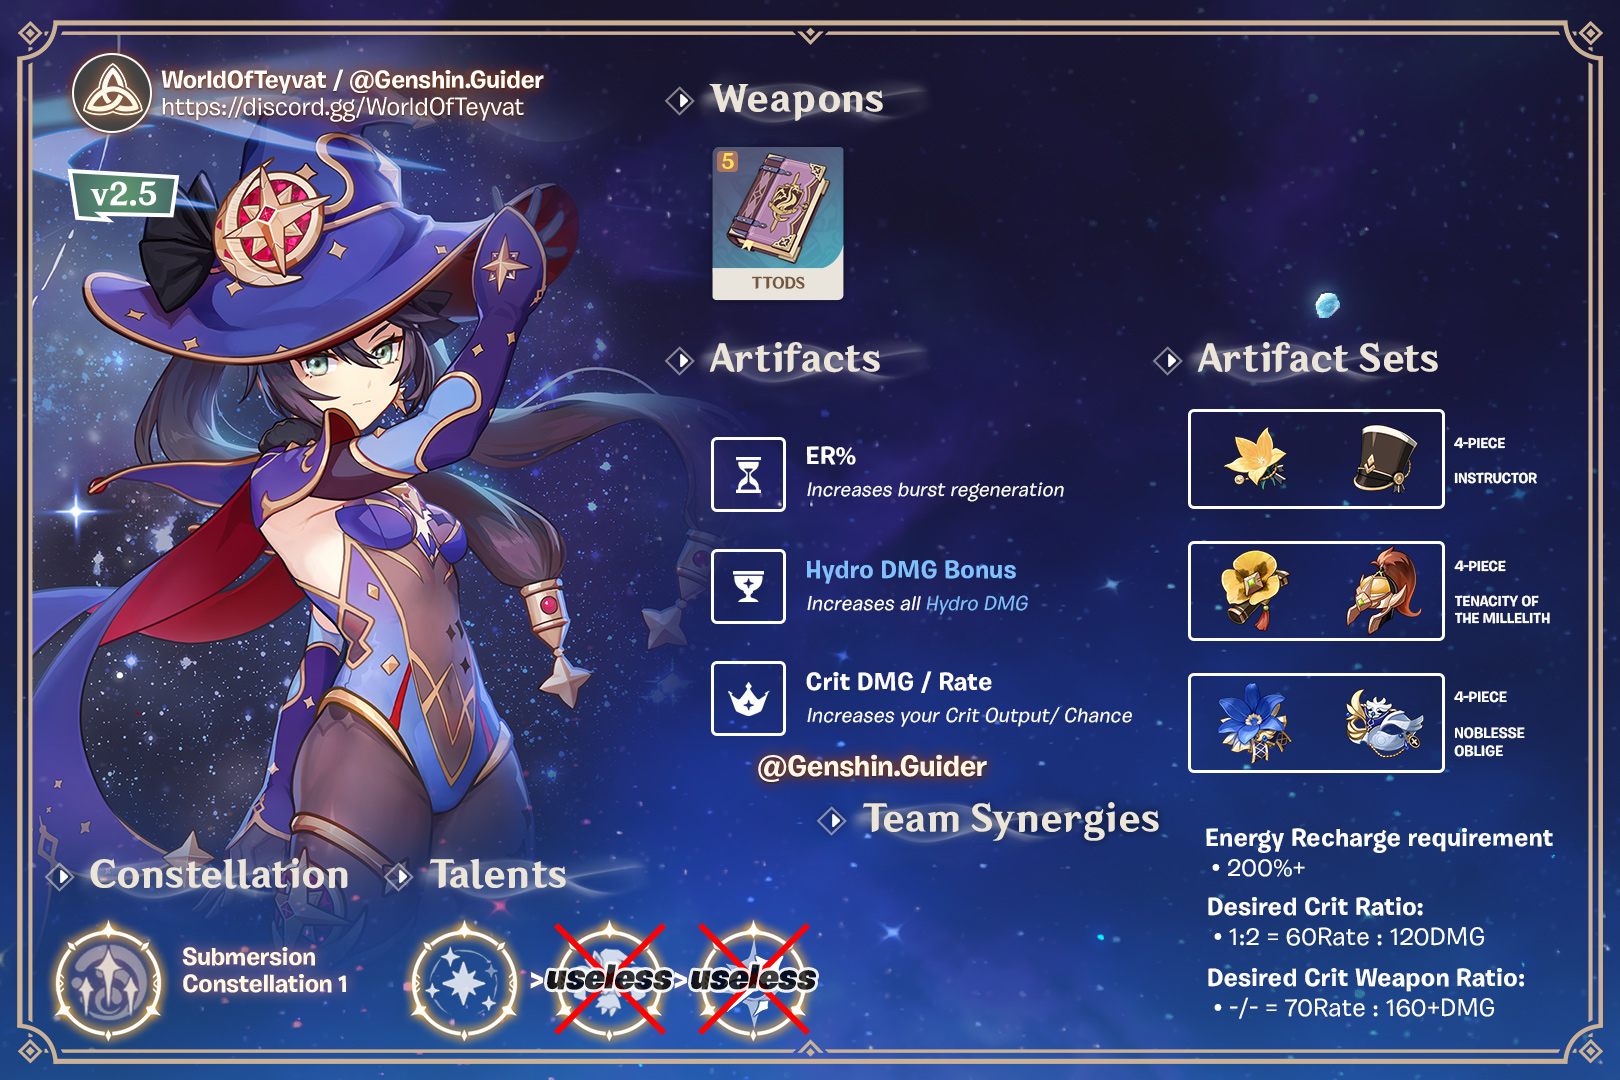 WorldOfTeyvat / @Genshin.Guider
https://discord.gg/WorldOfTeyvat
v2.5
Weapons
5
TTODS
Artifacts
ER%
Increases burst regeneration
Hydro DMG Bonus
Increases all Hydro DMG
Crit DMG / Rate
Increases your Crit Output/ Chance
@Genshin.Guider
Artifact Sets
4-PIECE
INSTRUCTOR
4-PIECE
TENACITY OF
THE MILLELITH
4-PIECE
NOBLESSE
OBLIGE
Team Synergies
Energy Recharge requirement
• 200%+
Desired Crit Ratio:
• 1:2 = 60Rate : 120DMG
Desired Crit Weapon Ratio:
• -/- = 70Rate : 160+DMG
Constellation
Submersion
Constellation 1
Talents
> useless > useless